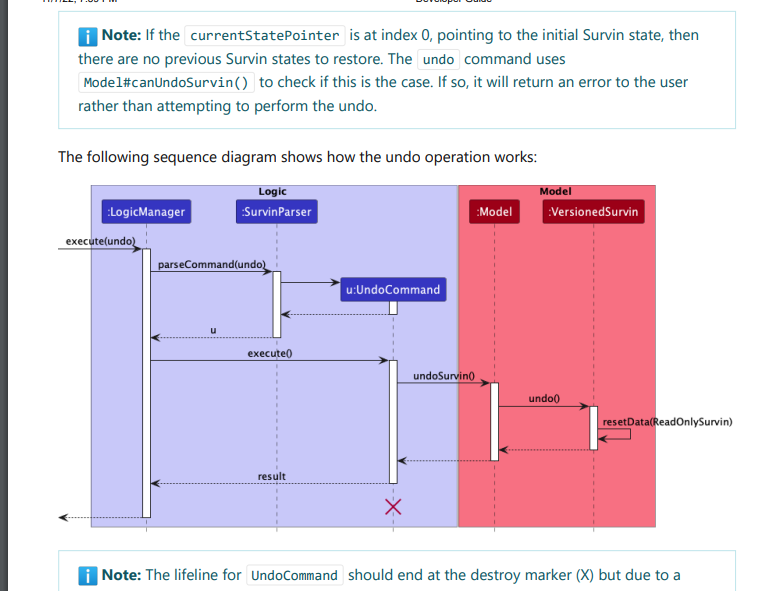 Note: If the currentStatePointer is at index 0, pointing to the initial Survin state, then
there are no previous Survin states to restore. The undo command uses
Model#canUndoSurvin() to check if this is the case. If so, it will return an error to the user
rather than attempting to perform the undo.
The following sequence diagram shows how the undo operation works:
Logic
Model
:LogicManager
:SurvinParser
:Model
:VersionedSurvin
execute(undo)
parseCommand(undo)
u:UndoCommand
u
execute()
undoSurvin()
undo()
resetData(ReadOnlySurvin)
result
Note: The lifeline for UndoCommand should end at the destroy marker (X) but due to a